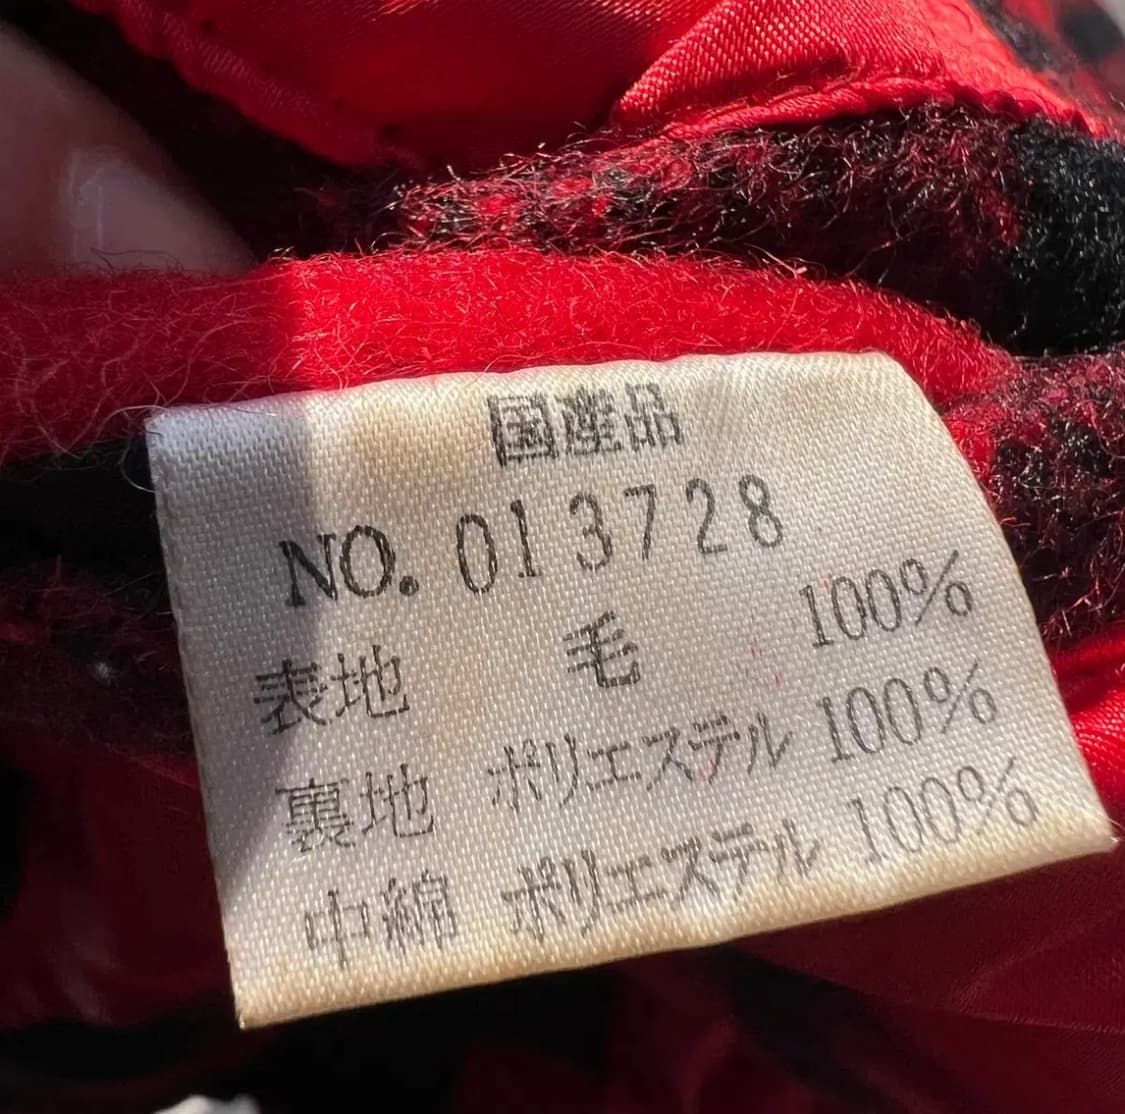 国産品
NO. 013728
表地 毛 100%
裏地 ポリエステル 100%
中綿 ポリエステル 100%